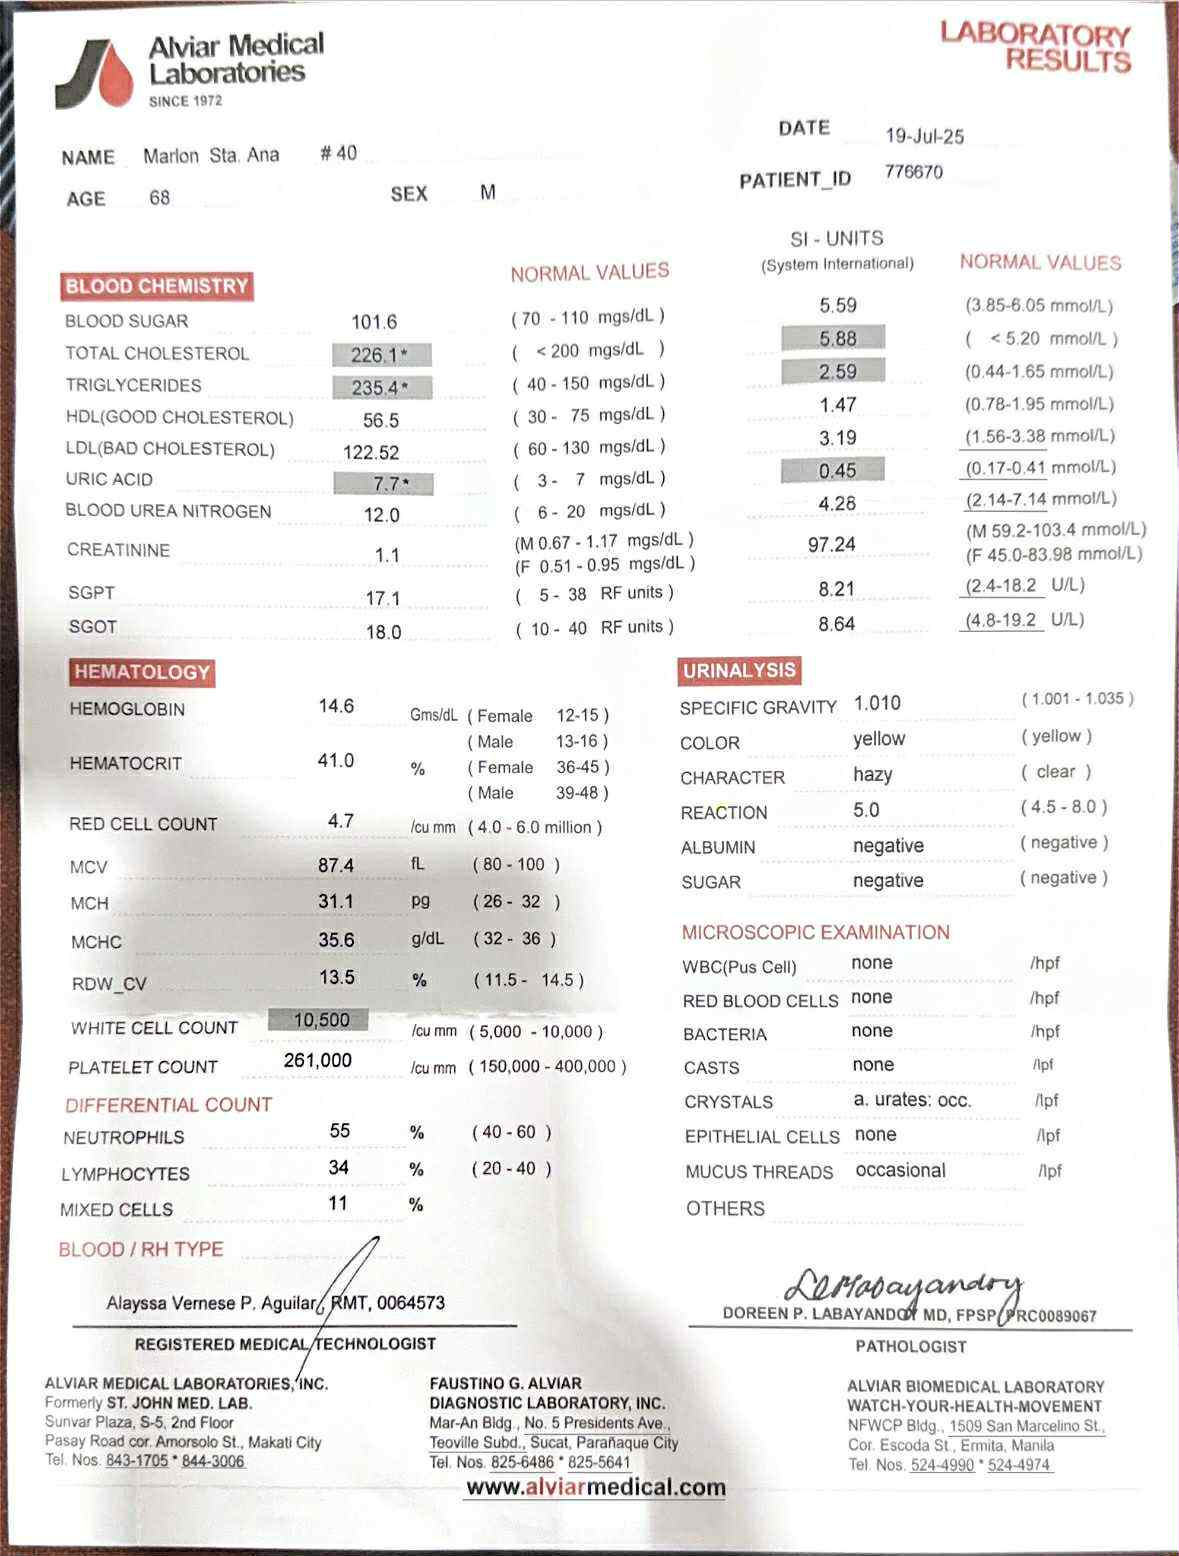 Alviar Medical
Laboratories
SINCE 1972
LABORATORY
RESULTS
NAME Marlon Sta. Ana # 40
DATE 19-Jul-25
AGE 68 SEX M
PATIENT_ID 776670
SI - UNITS
(System International)
NORMAL VALUES
NORMAL VALUES
BLOOD CHEMISTRY
BLOOD SUGAR 101.6 ( 70 - 110 mgs/dL ) 5.59 (3.85-6.05 mmol/L)
TOTAL CHOLESTEROL 226.1* ( < 200 mgs/dL ) 5.88 ( < 5.20 mmol/L )
TRIGLYCERIDES 235.4* ( 40 - 150 mgs/dL ) 2.59 (0.44-1.65 mmol/L)
HDL(GOOD CHOLESTEROL) 56.5 ( 30 - 75 mgs/dL ) 1.47 (0.78-1.95 mmol/L)
LDL(BAD CHOLESTEROL) 122.52 ( 60 - 130 mgs/dL ) 3.19 (1.56-3.38 mmol/L)
URIC ACID 7.7* ( 3 - 7 mgs/dL ) 0.45 (0.17-0.41 mmol/L)
BLOOD UREA NITROGEN 12.0 ( 6 - 20 mgs/dL ) 4.28 (2.14-7.14 mmol/L)
CREATININE 1.1 (M 0.67 - 1.17 mgs/dL ) 97.24 (M 59.2-103.4 mmol/L)
(F 0.51 - 0.95 mgs/dL ) (F 45.0-83.98 mmol/L)
SGPT 17.1 ( 5 - 38 RF units ) 8.21 (2.4-18.2 U/L)
SGOT 18.0 ( 10 - 40 RF units ) 8.64 (4.8-19.2 U/L)
HEMATOLOGY
HEMOGLOBIN 14.6 Gms/dL ( Female 12-15 )
( Male 13-16 )
HEMATOCRIT 41.0 % ( Female 36-45 )
( Male 39-48 )
RED CELL COUNT 4.7 /cu mm ( 4.0 - 6.0 million )
MCV 87.4 fL ( 80 - 100 )
MCH 31.1 pg ( 26 - 32 )
MCHC 35.6 g/dL ( 32 - 36 )
RDW_CV 13.5 % ( 11.5 - 14.5 )
WHITE CELL COUNT 10,500 /cu mm ( 5,000 - 10,000 )
PLATELET COUNT 261,000 /cu mm ( 150,000 - 400,000 )
DIFFERENTIAL COUNT
NEUTROPHILS 55 % ( 40 - 60 )
LYMPHOCYTES 34 % ( 20 - 40 )
MIXED CELLS 11 %
BLOOD / RH TYPE
URINALYSIS
SPECIFIC GRAVITY 1.010 ( 1.001 - 1.035 )
COLOR yellow ( yellow )
CHARACTER hazy ( clear )
REACTION 5.0 ( 4.5 - 8.0 )
ALBUMIN negative ( negative )
SUGAR negative ( negative )
MICROSCOPIC EXAMINATION
WBC(Pus Cell) none /hpf
RED BLOOD CELLS none /hpf
BACTERIA none /hpf
CASTS none /lpf
CRYSTALS a. urates: occ. /lpf
EPITHELIAL CELLS none /lpf
MUCUS THREADS occasional /lpf
OTHERS
Alayssa Vernese P. Aguilar, RMT, 0064573
REGISTERED MEDICAL TECHNOLOGIST
DOREEN P. LABAYANDOY MD, FPSP PRC0089067
PATHOLOGIST
ALVIAR MEDICAL LABORATORIES, INC.
Formerly ST. JOHN MED. LAB.
Sunvar Plaza, S-5, 2nd Floor
Pasay Road cor. Amorsolo St., Makati City
Tel. Nos. 843-1705 * 844-3006
FAUSTINO G. ALVIAR
DIAGNOSTIC LABORATORY, INC.
Mar-An Bldg., No. 5 Presidents Ave.,
Teoville Subd., Sucat, Parañaque City
Tel. Nos. 825-6486 * 825-5641
ALVIAR BIOMEDICAL LABORATORY
WATCH-YOUR-HEALTH-MOVEMENT
NFWCP Bldg., 1509 San Marcelino St.,
Cor. Escoda St., Ermita, Manila
Tel. Nos. 524-4990 * 524-4974
www.alviarmedical.com